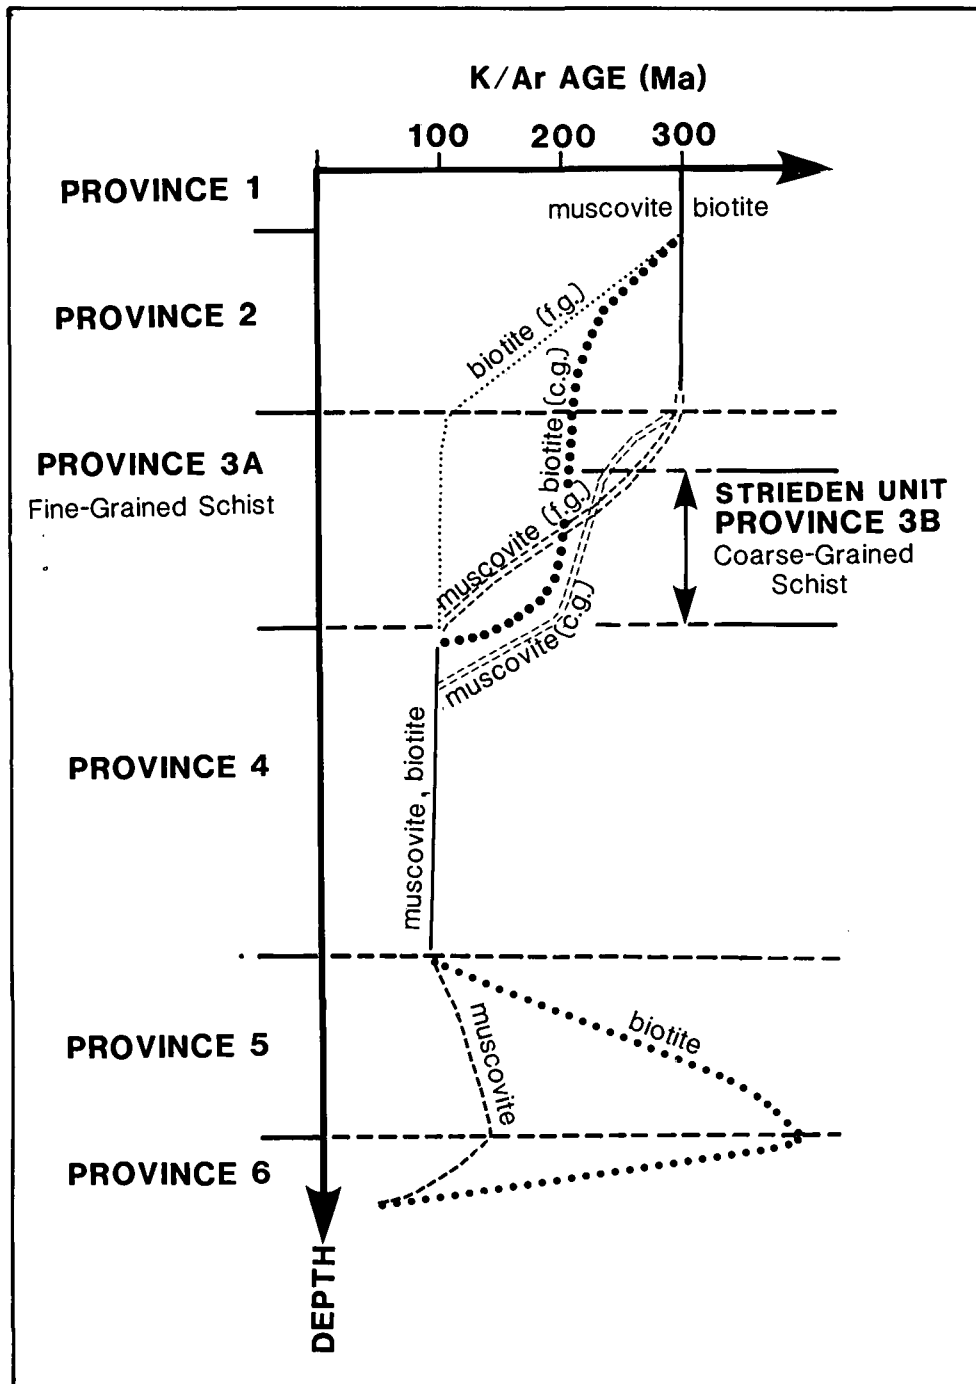 K/Ar AGE (Ma)
100 200 300
PROVINCE 1
muscovite biotite
PROVINCE 2
biotite (f.g.)
biotite (c.g.)
PROVINCE 3A
Fine-Grained Schist
muscovite (f.g.)
STRIEDEN UNIT
PROVINCE 3B
Coarse-Grained
Schist
muscovite (c.g.)
PROVINCE 4
muscovite, biotite
PROVINCE 5
muscovite
biotite
PROVINCE 6
DEPTH